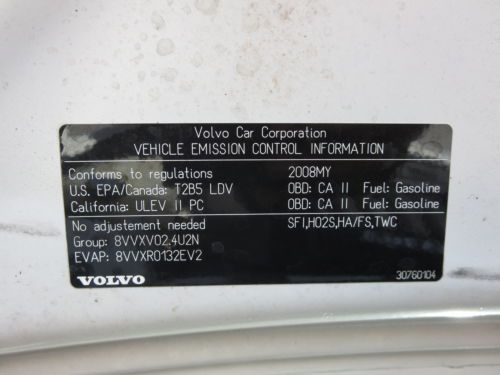 Volvo Car Corporation
VEHICLE EMISSION CONTROL INFORMATION
Conforms to regulations 2008MY
U.S. EPA/Canada: T2B5 LDV OBD: CA II Fuel: Gasoline
California: ULEV II PC OBD: CA II Fuel: Gasoline
No adjustement needed SFI,HO2S,HA/FS,TWC
Group: 8VVXV02.4U2N
EVAP: 8VVXR0132EV2
VOLVO 30760104